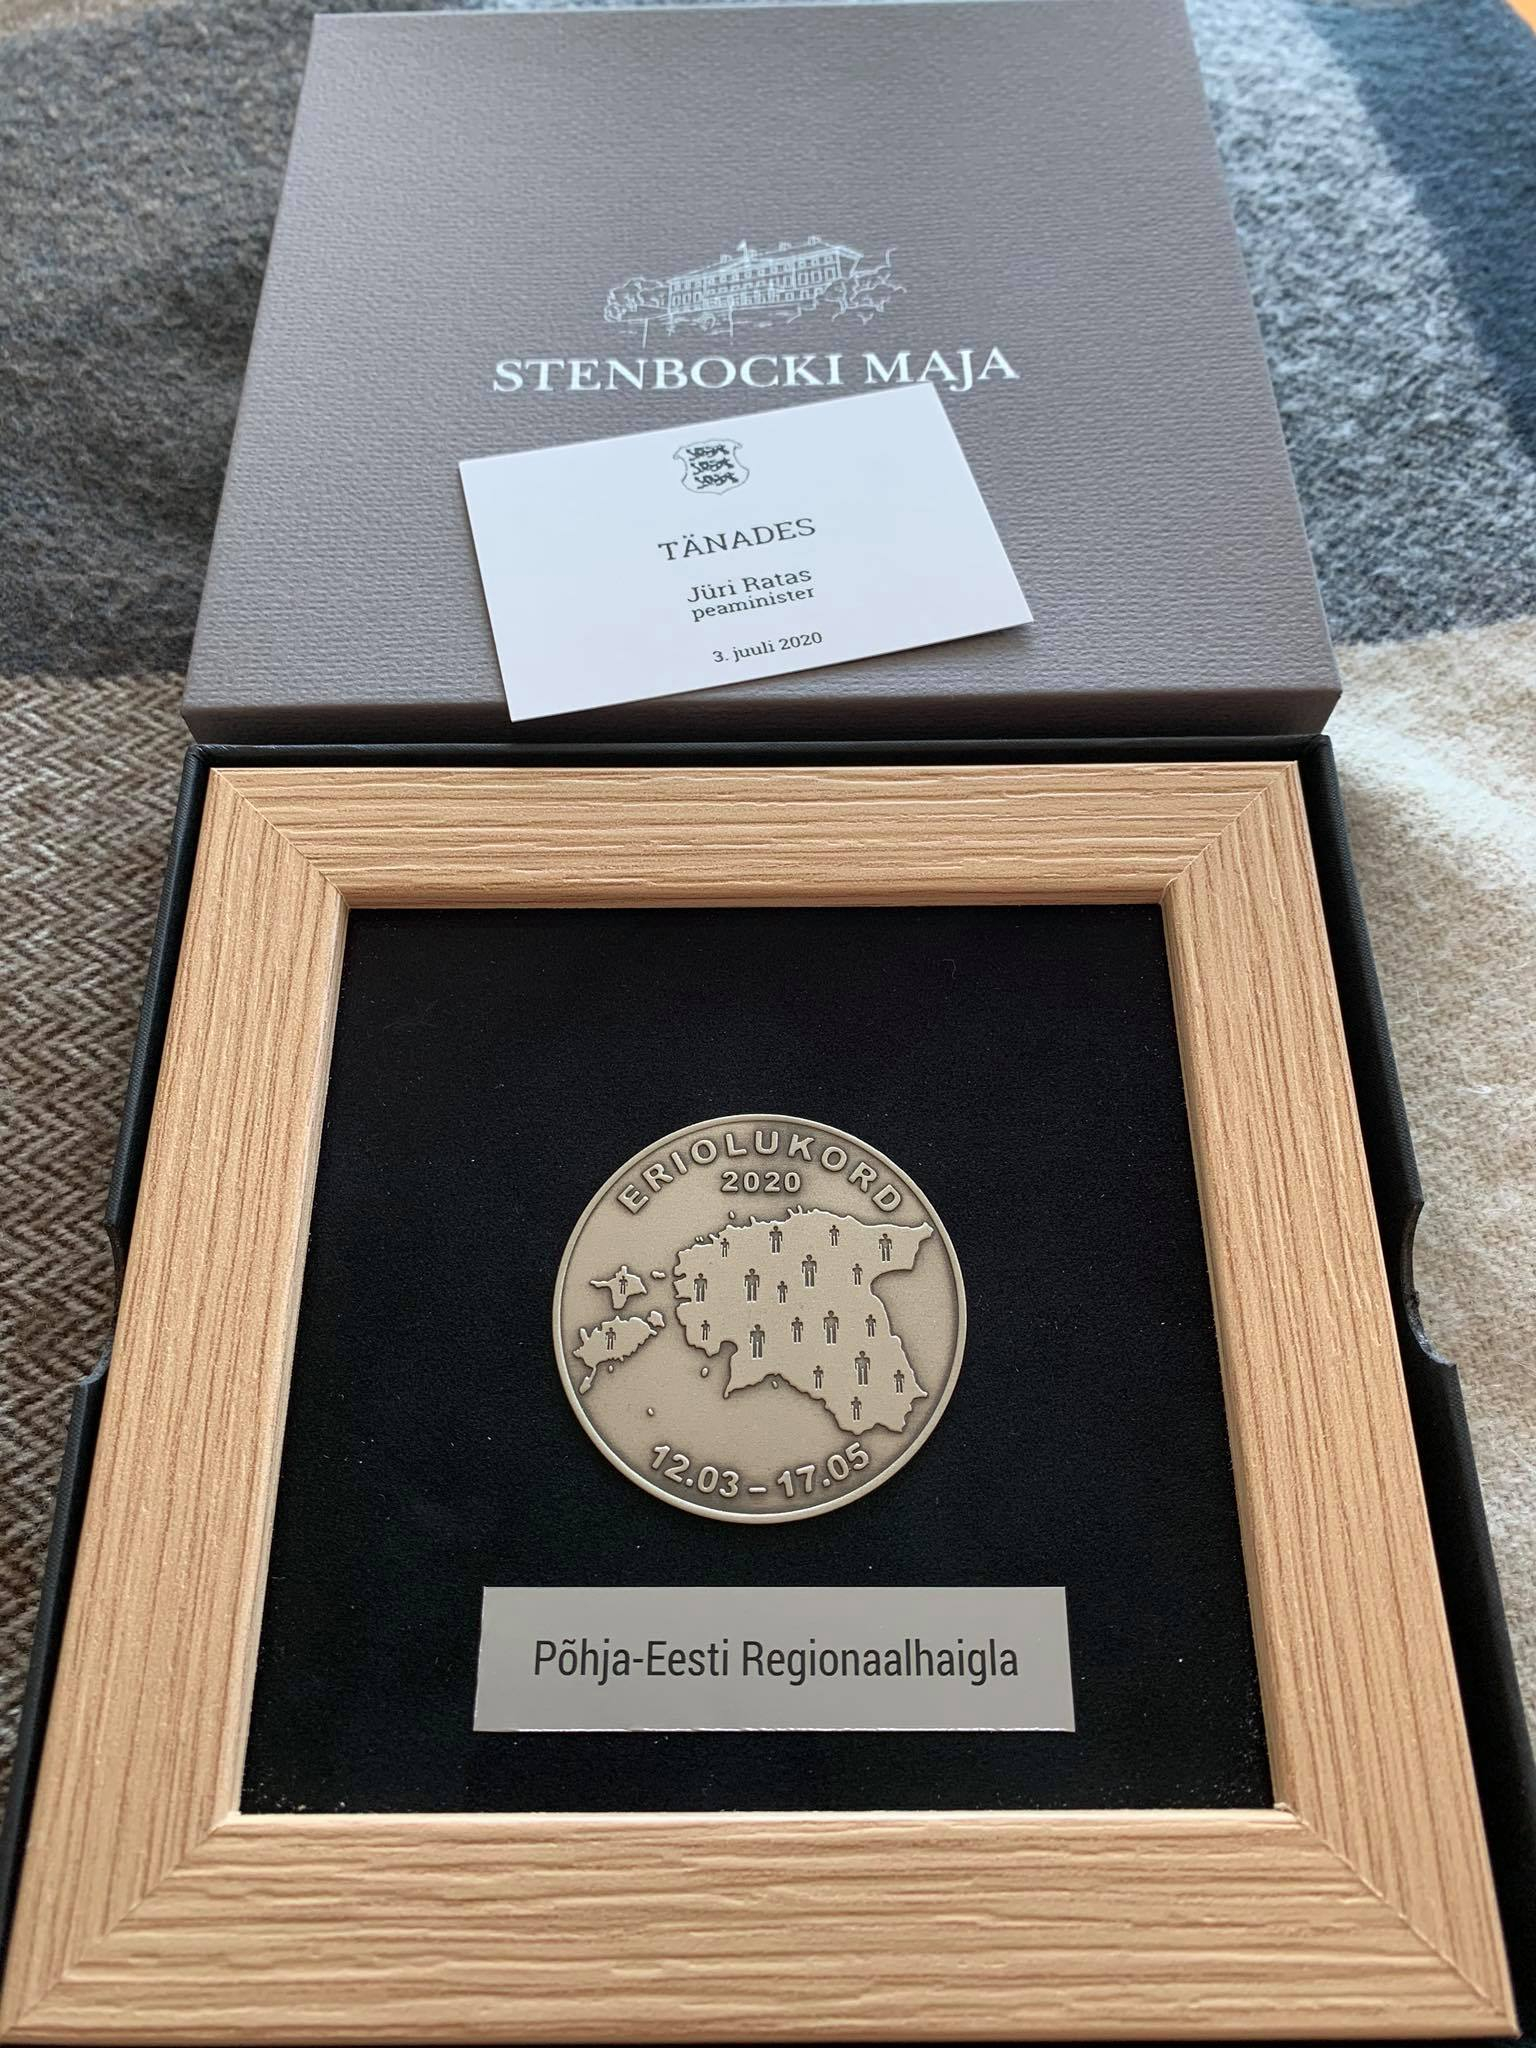 STENBOCKI MAJA
TÄNADES
Jüri Ratas
peaminister
3. juuli 2020
ERIOLUKORD
2020
12.03 - 17.05
Põhja-Eesti Regionaalhaigla